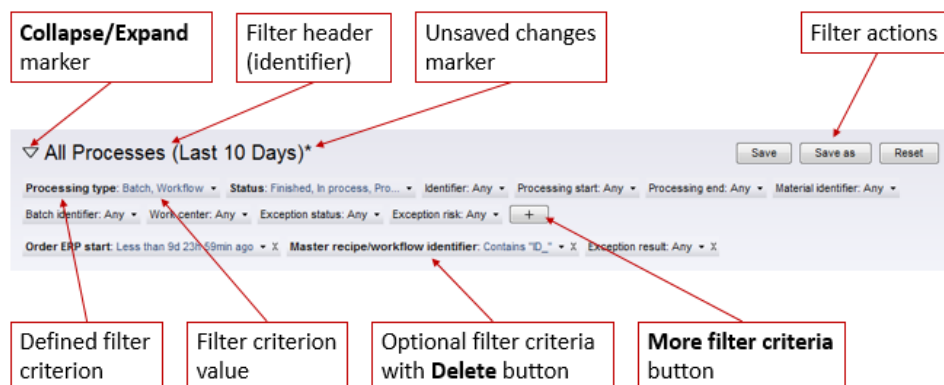 Collapse/Expand marker
Filter header (identifier)
Unsaved changes marker
Filter actions
All Processes (Last 10 Days)*
Save
Save as
Reset
Processing type: Batch, Workflow
Status: Finished, In process, Pro...
Identifier: Any
Processing start: Any
Processing end: Any
Material identifier: Any
Batch identifier: Any
Work center: Any
Exception status: Any
Exception risk: Any
+
Order ERP start: Less than 9d 23h 59min ago
X
Master recipe/workflow identifier: Contains "ID_"
X
Exception result: Any
X
Defined filter criterion
Filter criterion value
Optional filter criteria with Delete button
More filter criteria button